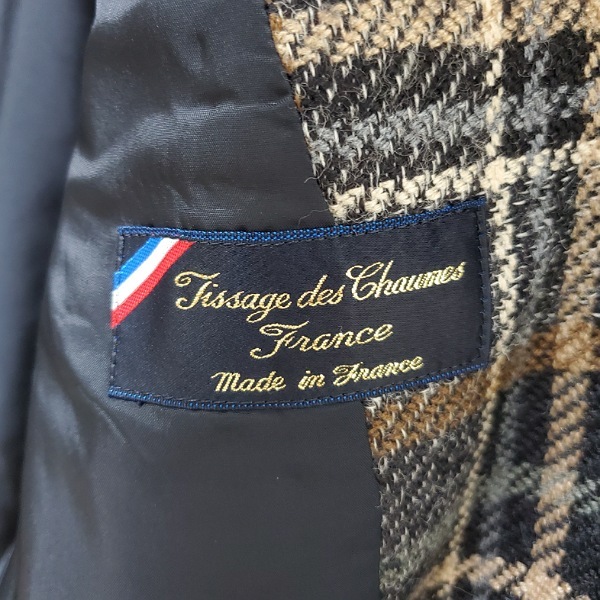 Tissage des Chaumes
France
Made in France